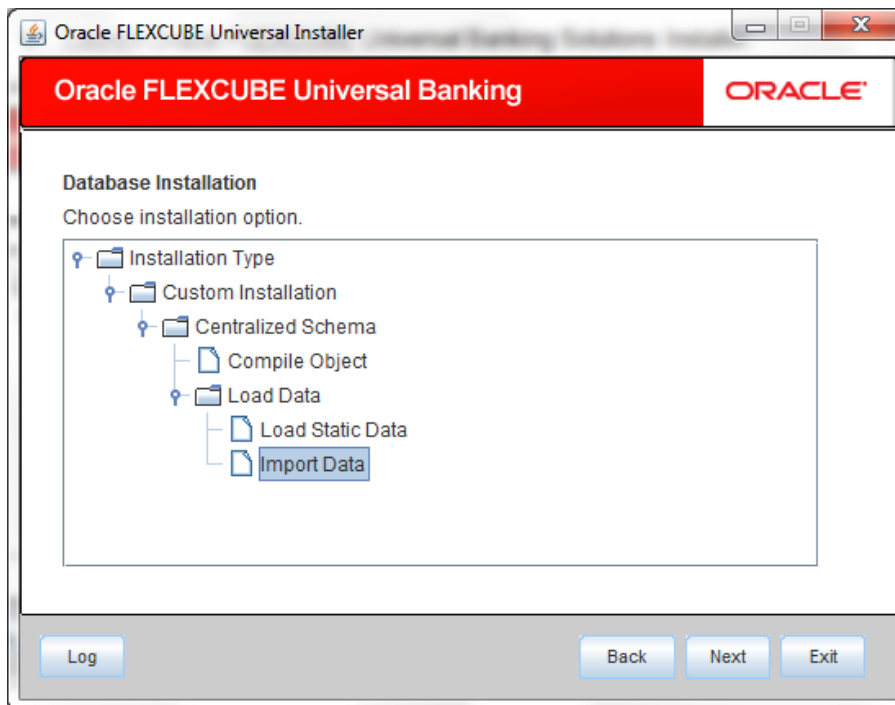 Oracle FLEXCUBE Universal Installer
Oracle FLEXCUBE Universal Banking
ORACLE
Database Installation
Choose installation option.
Installation Type
Custom Installation
Centralized Schema
Compile Object
Load Data
Load Static Data
Import Data
Log
Back
Next
Exit